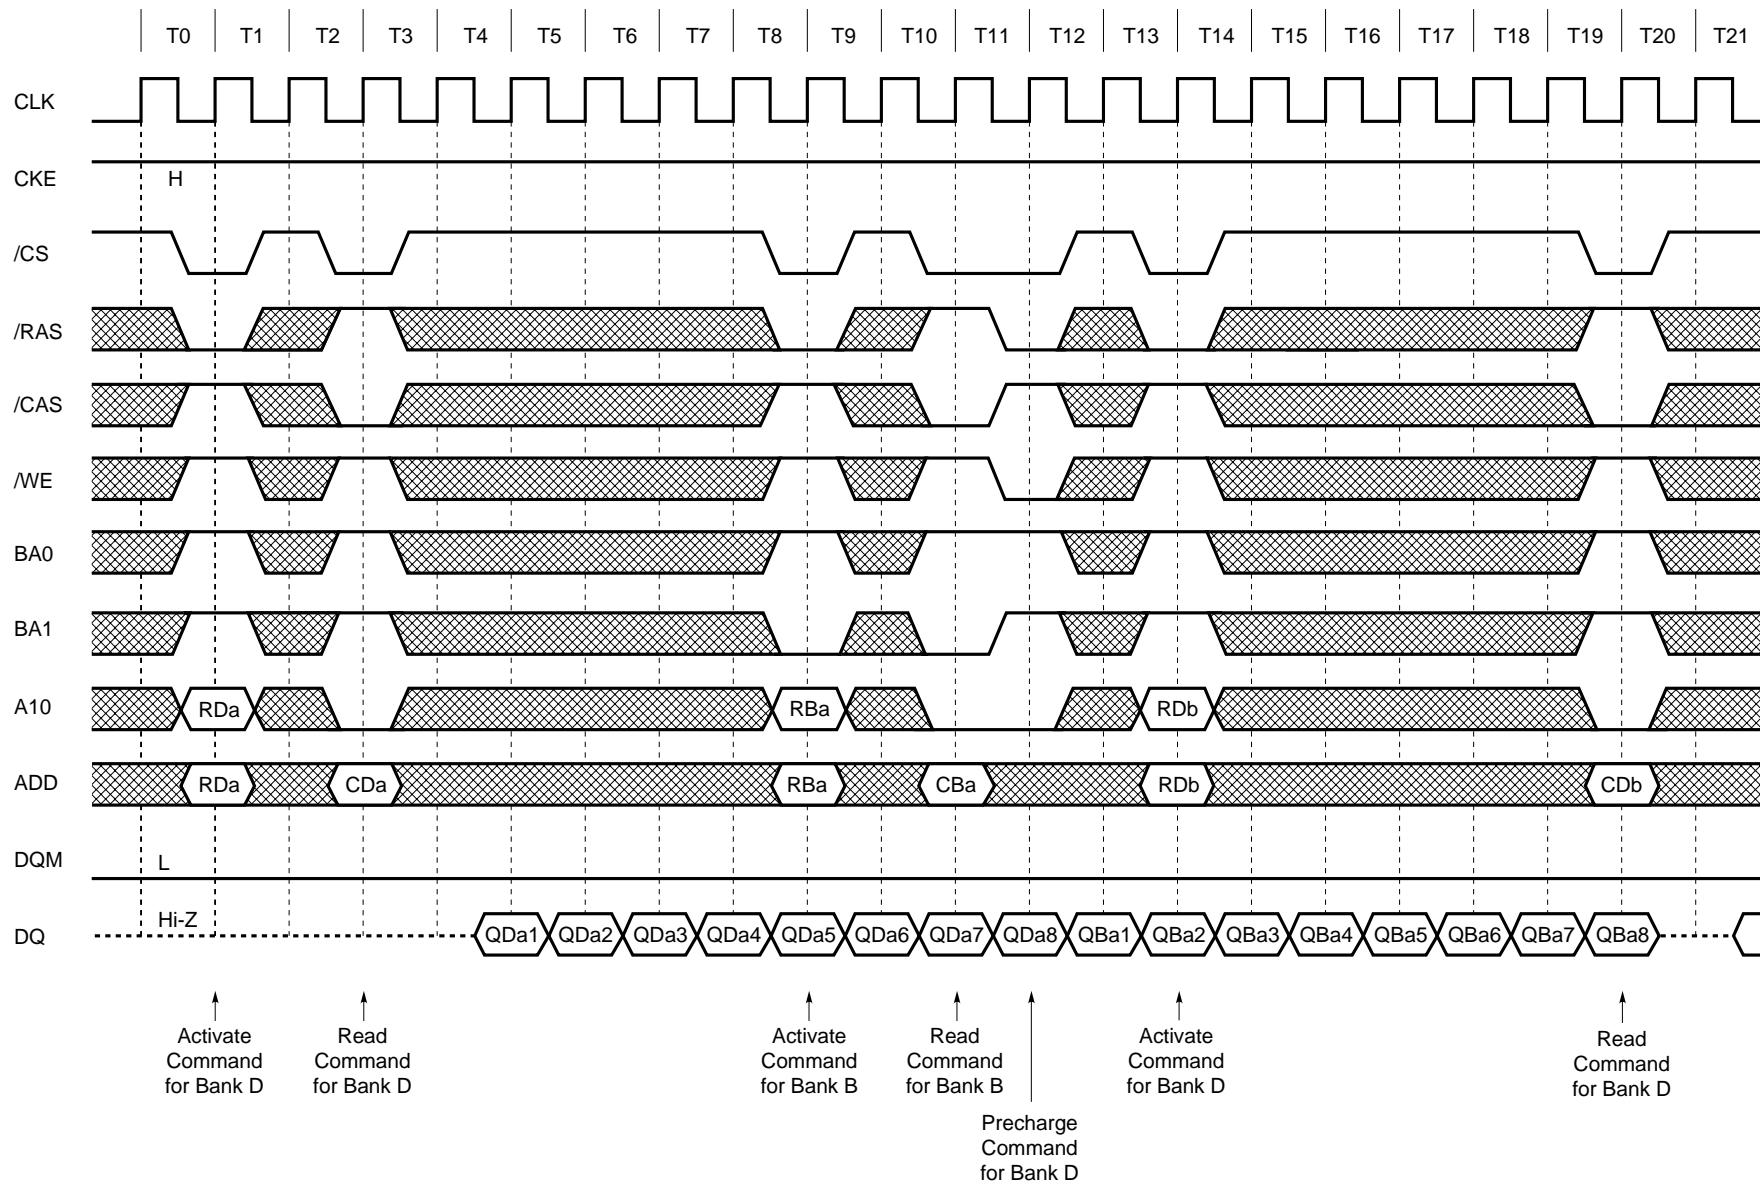 T0 T1 T2 T3 T4 T5 T6 T7 T8 T9 T10 T11 T12 T13 T14 T15 T16 T17 T18 T19 T20 T21
CLK
CKE H
/CS
/RAS
/CAS
/WE
BA0
BA1
A10 RDa RBa RDb
ADD RDa CDa RBa CBa RDb CDb
DQM L
DQ Hi-Z QDa1 QDa2 QDa3 QDa4 QDa5 QDa6 QDa7 QDa8 QBa1 QBa2 QBa3 QBa4 QBa5 QBa6 QBa7 QBa8
Activate
Command
for Bank D
Read
Command
for Bank D
Activate
Command
for Bank B
Read
Command
for Bank B
Precharge
Command
for Bank D
Activate
Command
for Bank D
Read
Command
for Bank D